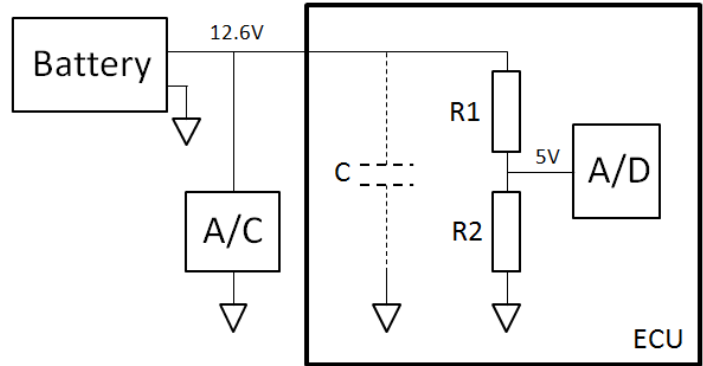 12.6V
Battery
R1
5V
C
A/D
A/C
R2
ECU